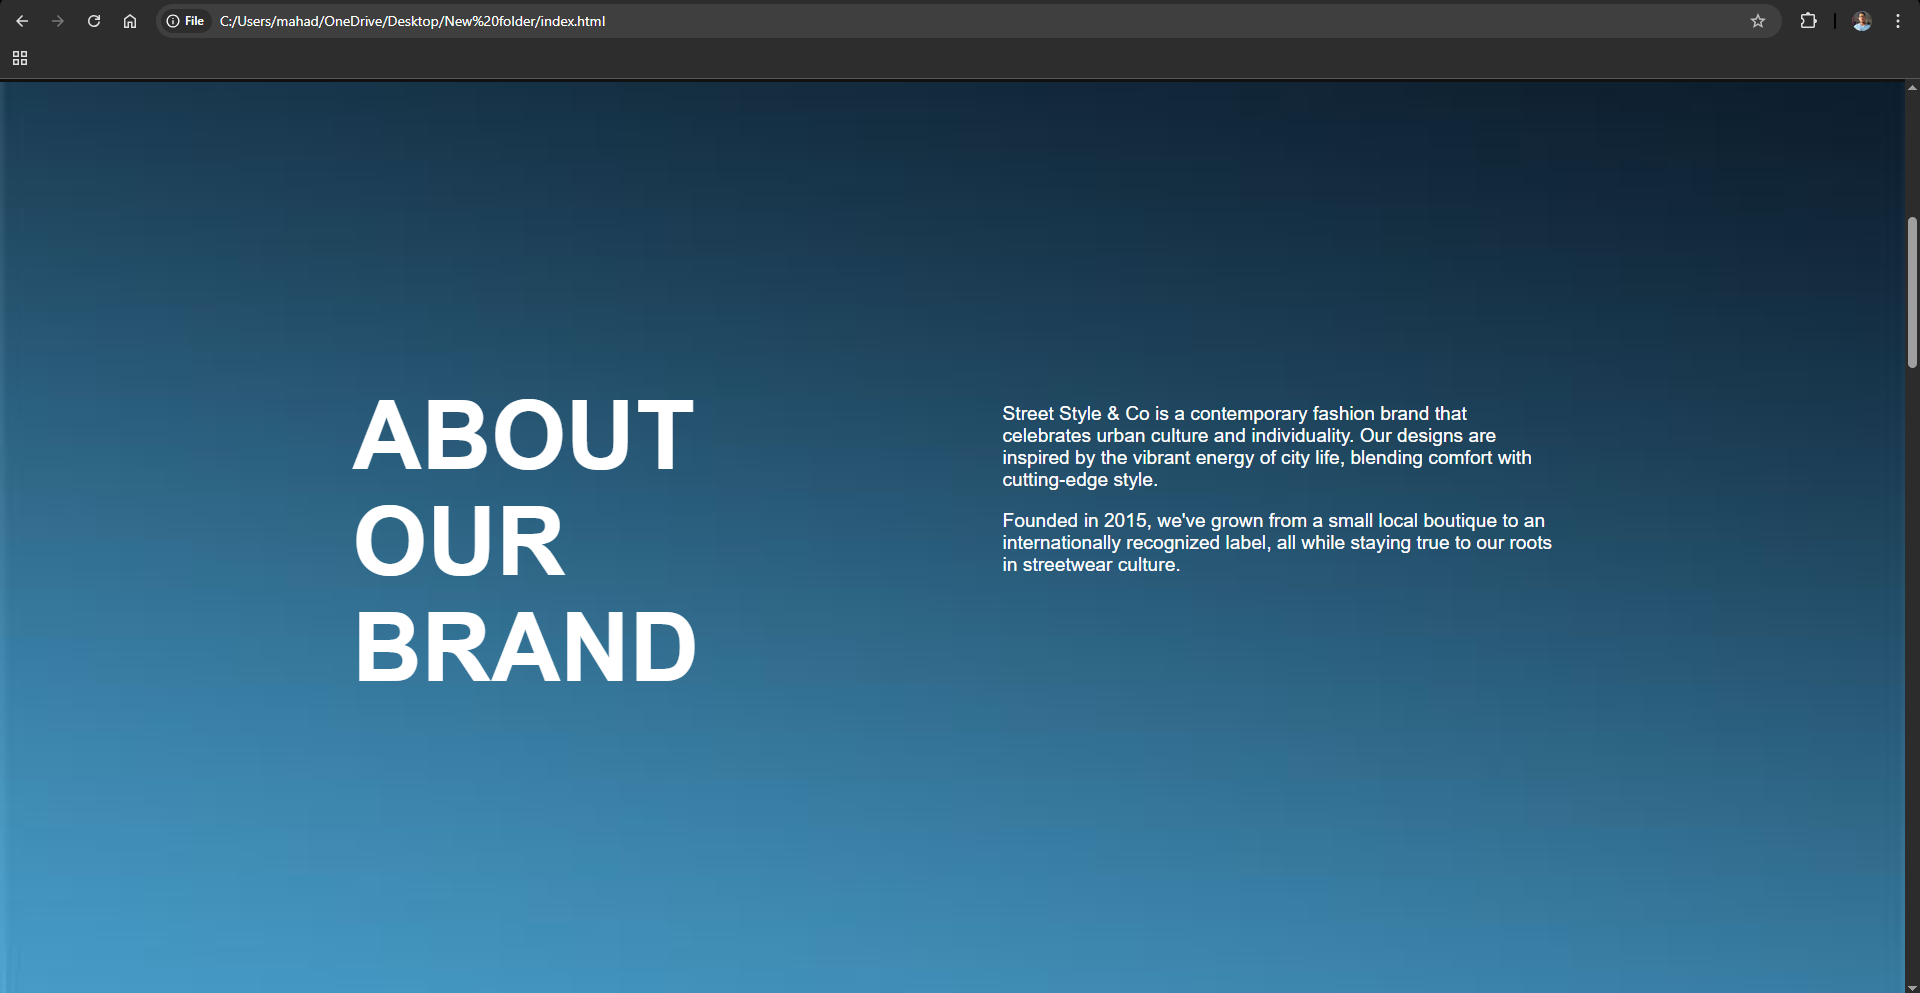 File
C:/Users/mahad/OneDrive/Desktop/New%20folder/index.html
ABOUT
OUR
BRAND
Street Style & Co is a contemporary fashion brand that
celebrates urban culture and individuality. Our designs are
inspired by the vibrant energy of city life, blending comfort with
cutting-edge style.
Founded in 2015, we've grown from a small local boutique to an
internationally recognized label, all while staying true to our roots
in streetwear culture.